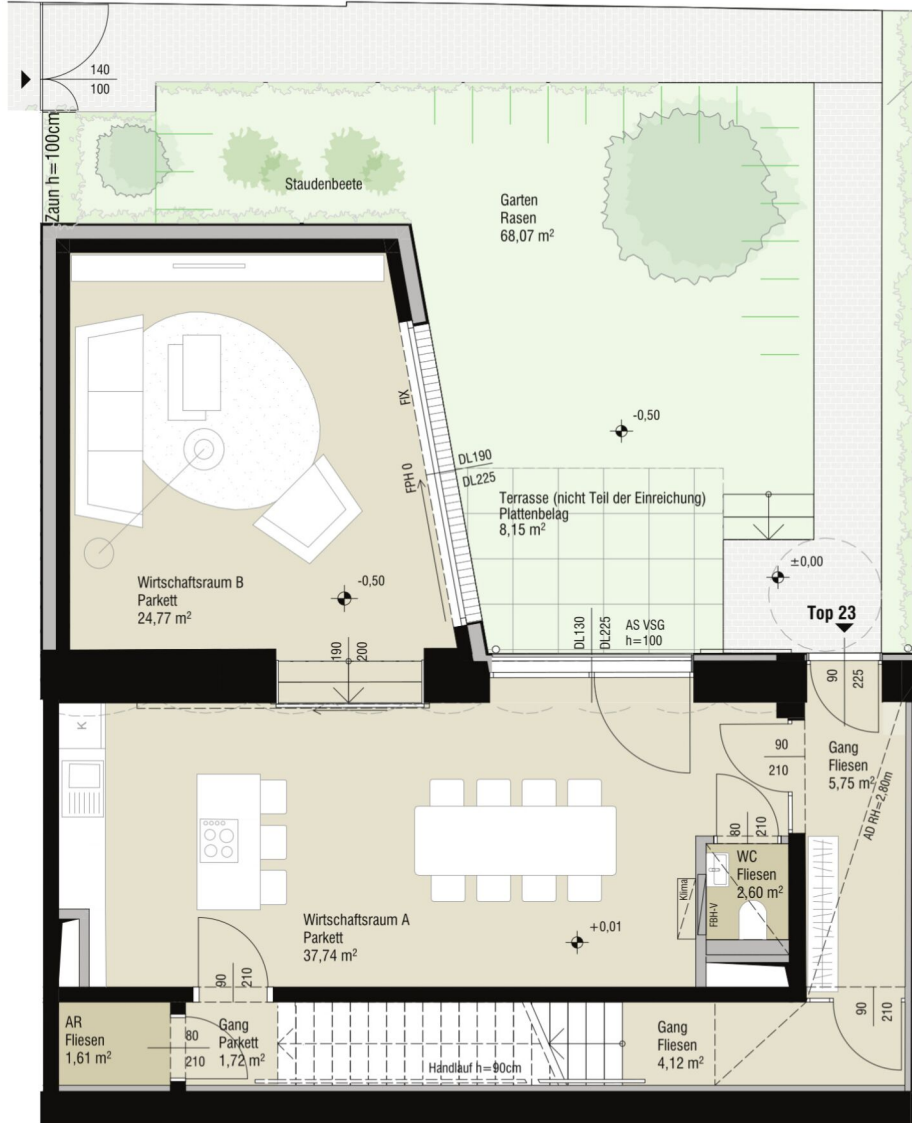 140
100
Zaun h=100cm
Staudenbeete
Garten
Rasen
68,07 m²
-0,50
FIX
FPH 0
DL190
DL225
Terrasse (nicht Teil der Einreichung)
Plattenbelag
8,15 m²
±0,00
Top 23
Wirtschaftsraum B
Parkett
24,77 m²
-0,50
190
200
DL130
DL225
AS VSG
h=100
90
225
K
90
210
Gang
Fliesen
5,75 m²
AD RH=2,80m
80
210
WC
Fliesen
2,60 m²
Klima
FBH-V
Wirtschaftsraum A
Parkett
37,74 m²
+0,01
90
210
AR
Fliesen
1,61 m²
80
210
Gang
Parkett
1,72 m²
Handlauf h=90cm
Gang
Fliesen
4,12 m²
90
210